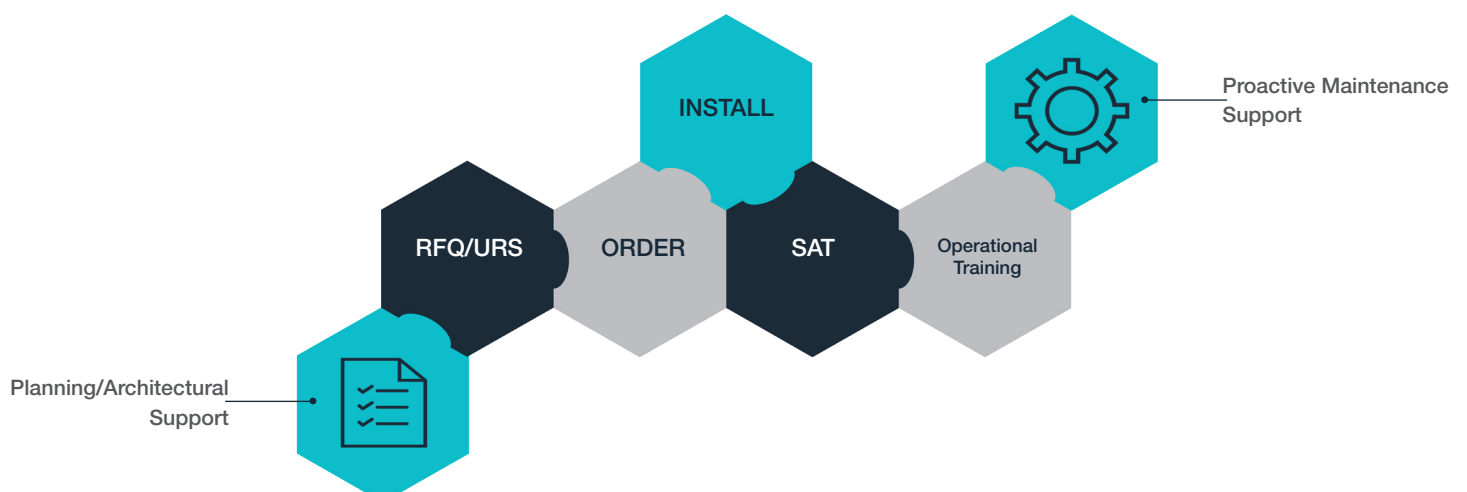 INSTALL
Proactive Maintenance
Support
RFQ/URS
ORDER
SAT
Operational
Training
Planning/Architectural
Support